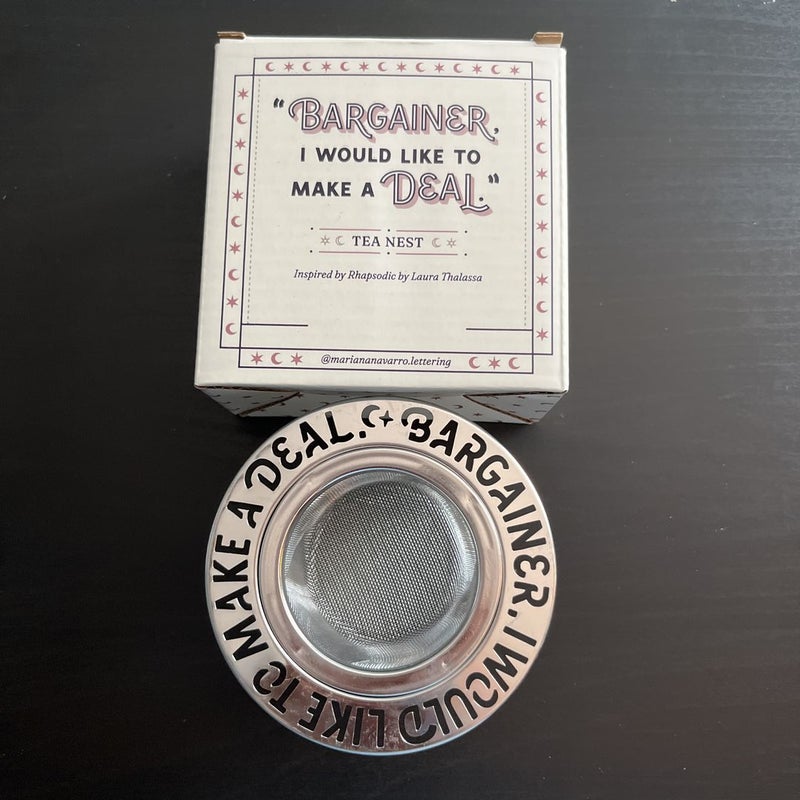 "BARGAINER,
I WOULD LIKE TO
MAKE A DEAL."
TEA NEST
Inspired by Rhapsodic by Laura Thalassa
@mariananavarro.lettering
BARGAINER, I WOULD LIKE TO MAKE A DEAL.